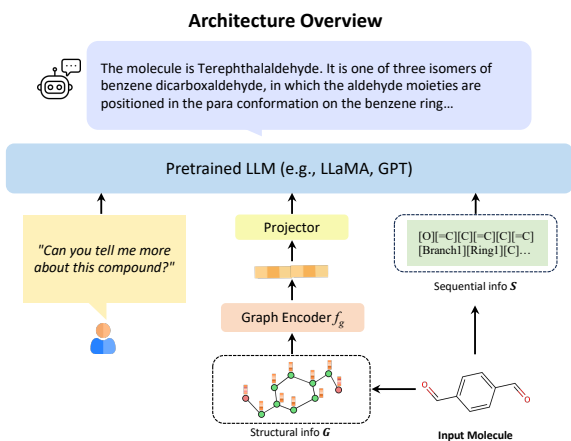 Architecture Overview
The molecule is Terephthalaldehyde. It is one of three isomers of
benzene dicarboxaldehyde, in which the aldehyde moieties are
positioned in the para conformation on the benzene ring…
Pretrained LLM (e.g., LLaMA, GPT)
"Can you tell me more
about this compound?"
Projector
Graph Encoder f_g
Structural info G
[O][=C][C][=C][C][=C]
[Branch1][Ring1][C]…
Sequential info S
O
O
Input Molecule